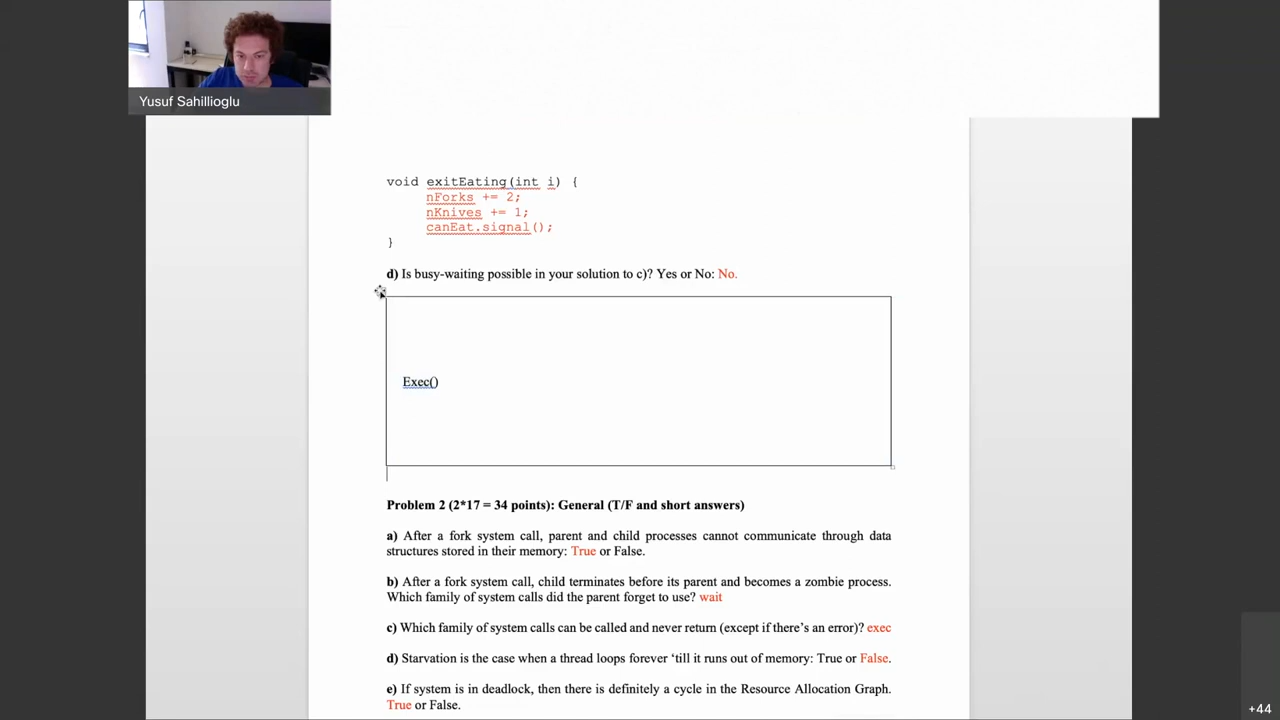 Yusuf Sahillioglu
void exitEating(int i) {
nForks += 2;
nKnives += 1;
canEat.signal();
}
d) Is busy-waiting possible in your solution to c)? Yes or No: No.
Exec()
Problem 2 (2*17 = 34 points): General (T/F and short answers)
a) After a fork system call, parent and child processes cannot communicate through data
structures stored in their memory: True or False.
b) After a fork system call, child terminates before its parent and becomes a zombie process.
Which family of system calls did the parent forget to use? wait
c) Which family of system calls can be called and never return (except if there's an error)? exec
d) Starvation is the case when a thread loops forever ‘till it runs out of memory: True or False.
e) If system is in deadlock, then there is definitely a cycle in the Resource Allocation Graph.
True or False.
+44